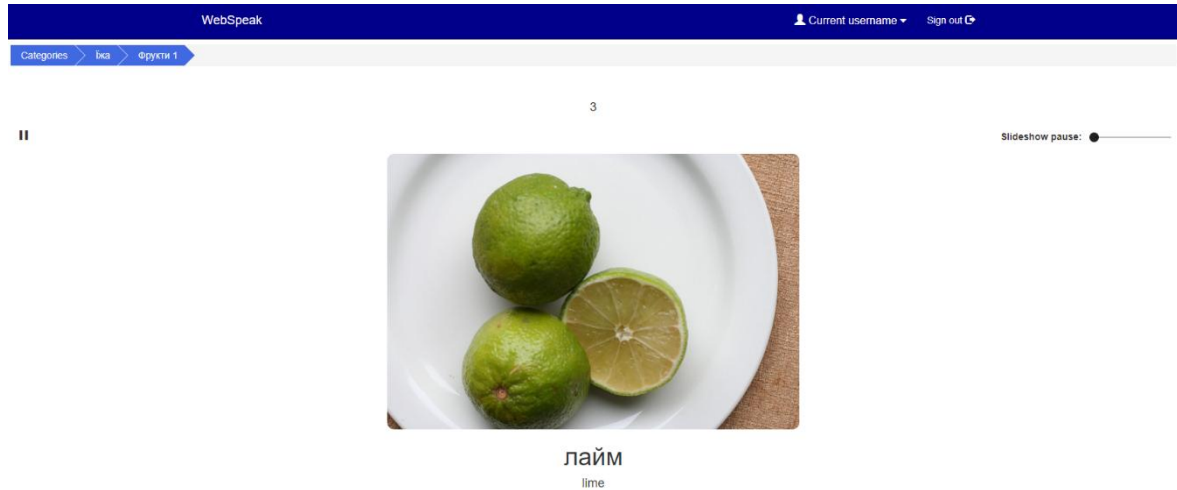 WebSpeak Current username Sign out
Categories Їжа Фрукти 1
3
Slideshow pause:
лайм
lime